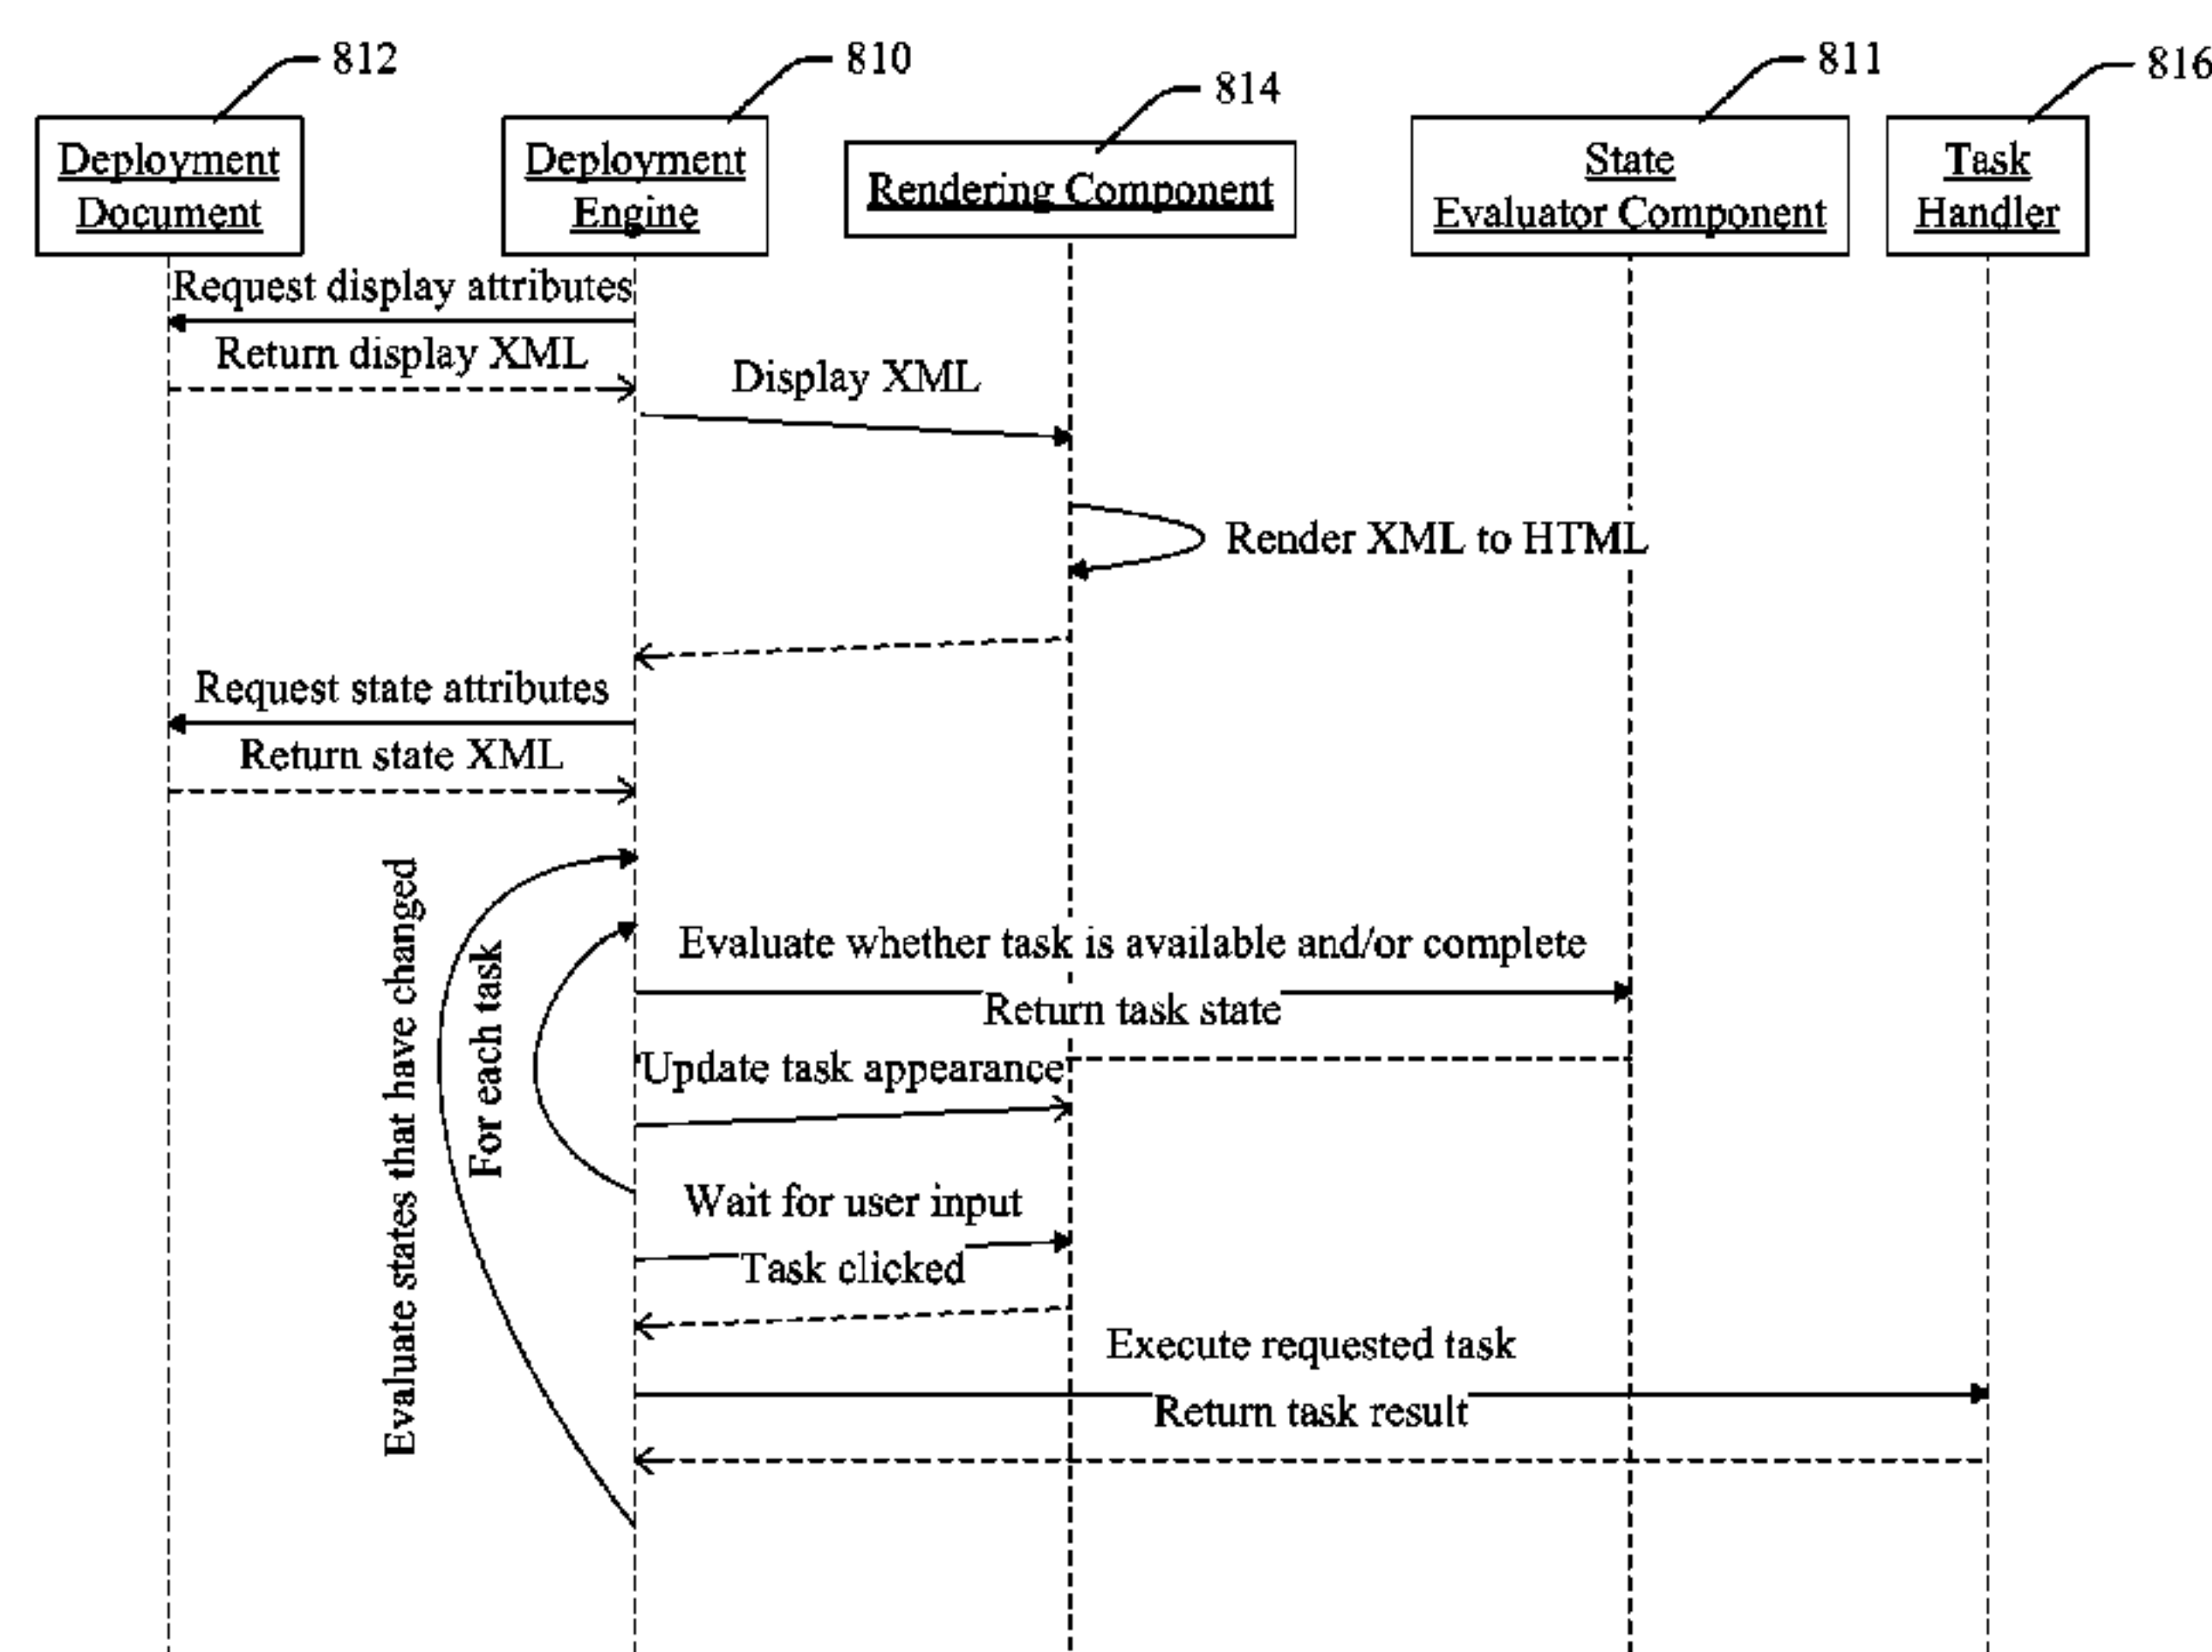 812
810
814
811
816
Deployment
Document
Deployment
Engine
Rendering Component
State
Evaluator Component
Task
Handler
Request display attributes
Return display XML
Display XML
Render XML to HTML
Request state attributes
Return state XML
Evaluate states that have changed
For each task
Evaluate whether task is available and/or complete
Return task state
Update task appearance
Wait for user input
Task clicked
Execute requested task
Return task result